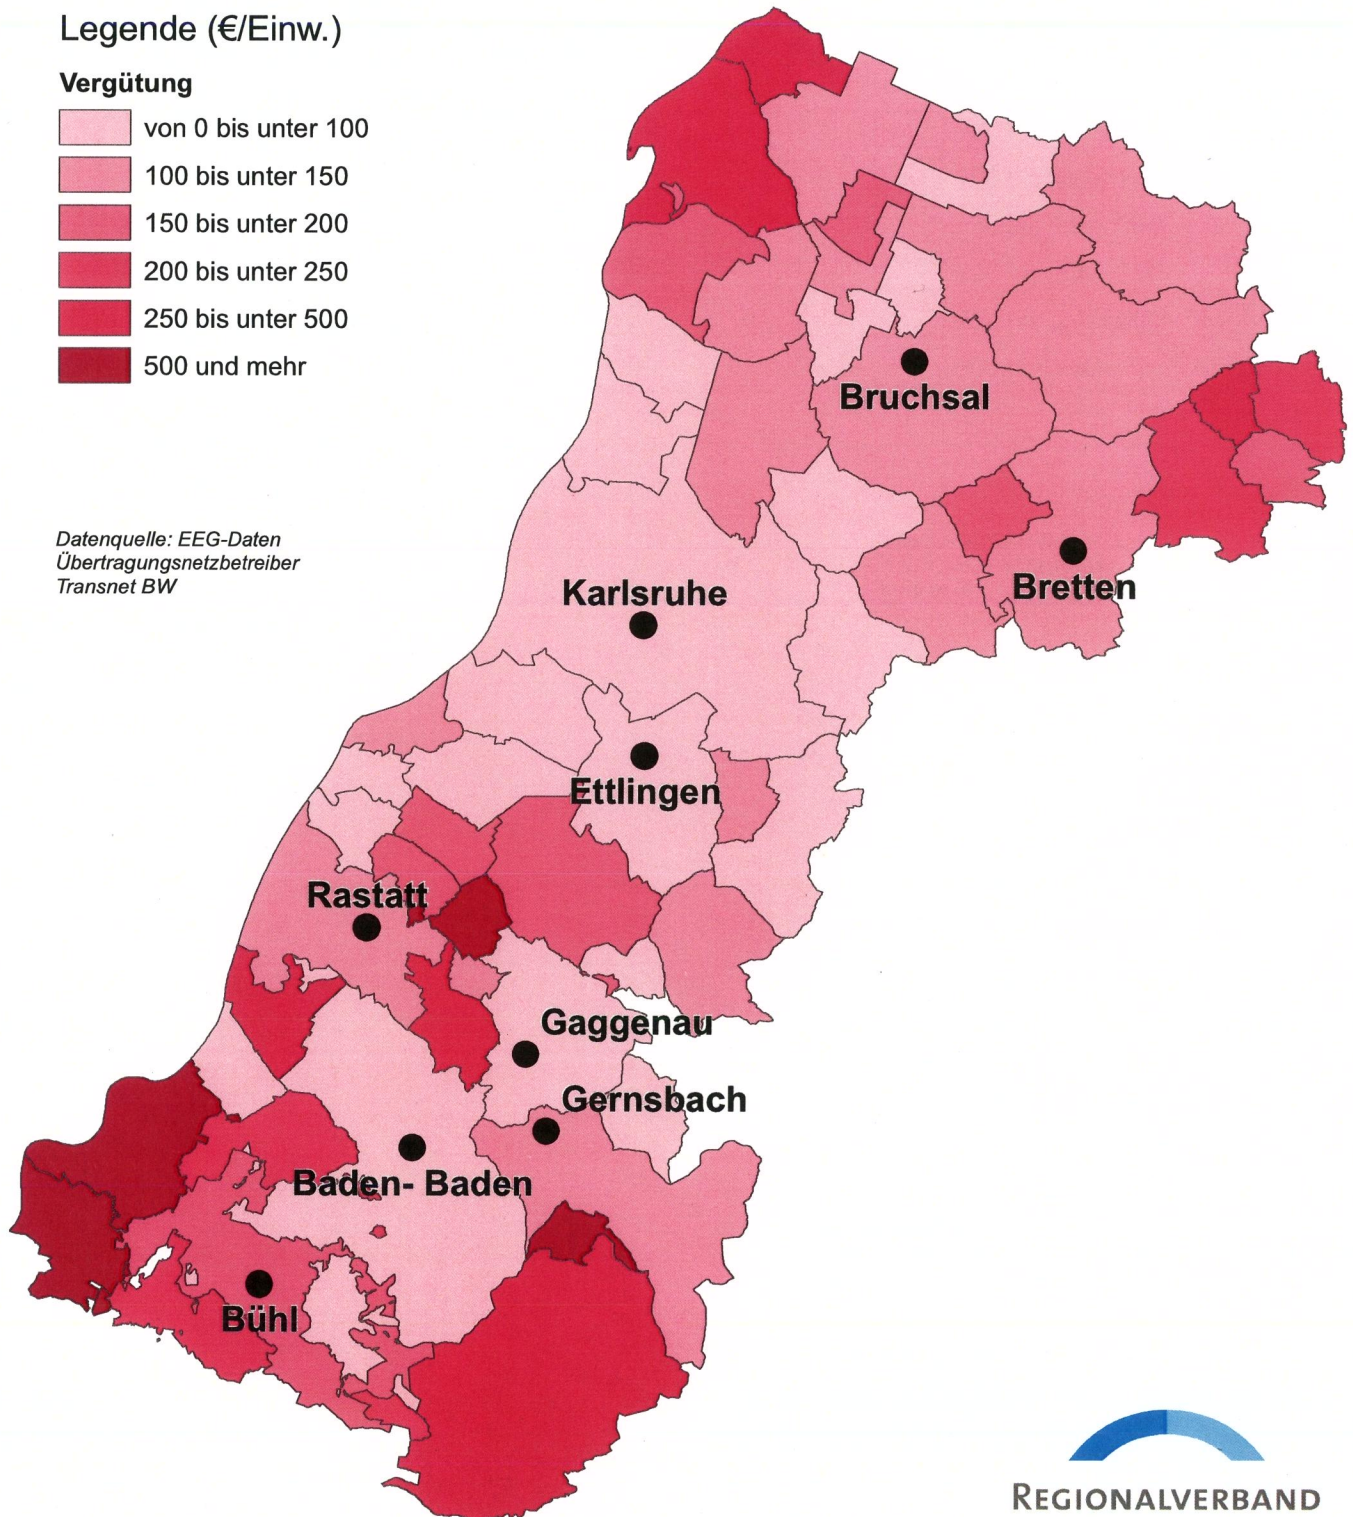 Legende (€/Einw.)
Vergütung
von 0 bis unter 100
100 bis unter 150
150 bis unter 200
200 bis unter 250
250 bis unter 500
500 und mehr
Bruchsal
Datenquelle: EEG-Daten
Übertragungsnetzbetreiber
Transnet BW
Bretten
Karlsruhe
Ettlingen
Rastatt
Gaggenau
Gernsbach
Baden- Baden
Bühl
REGIONALVERBAND